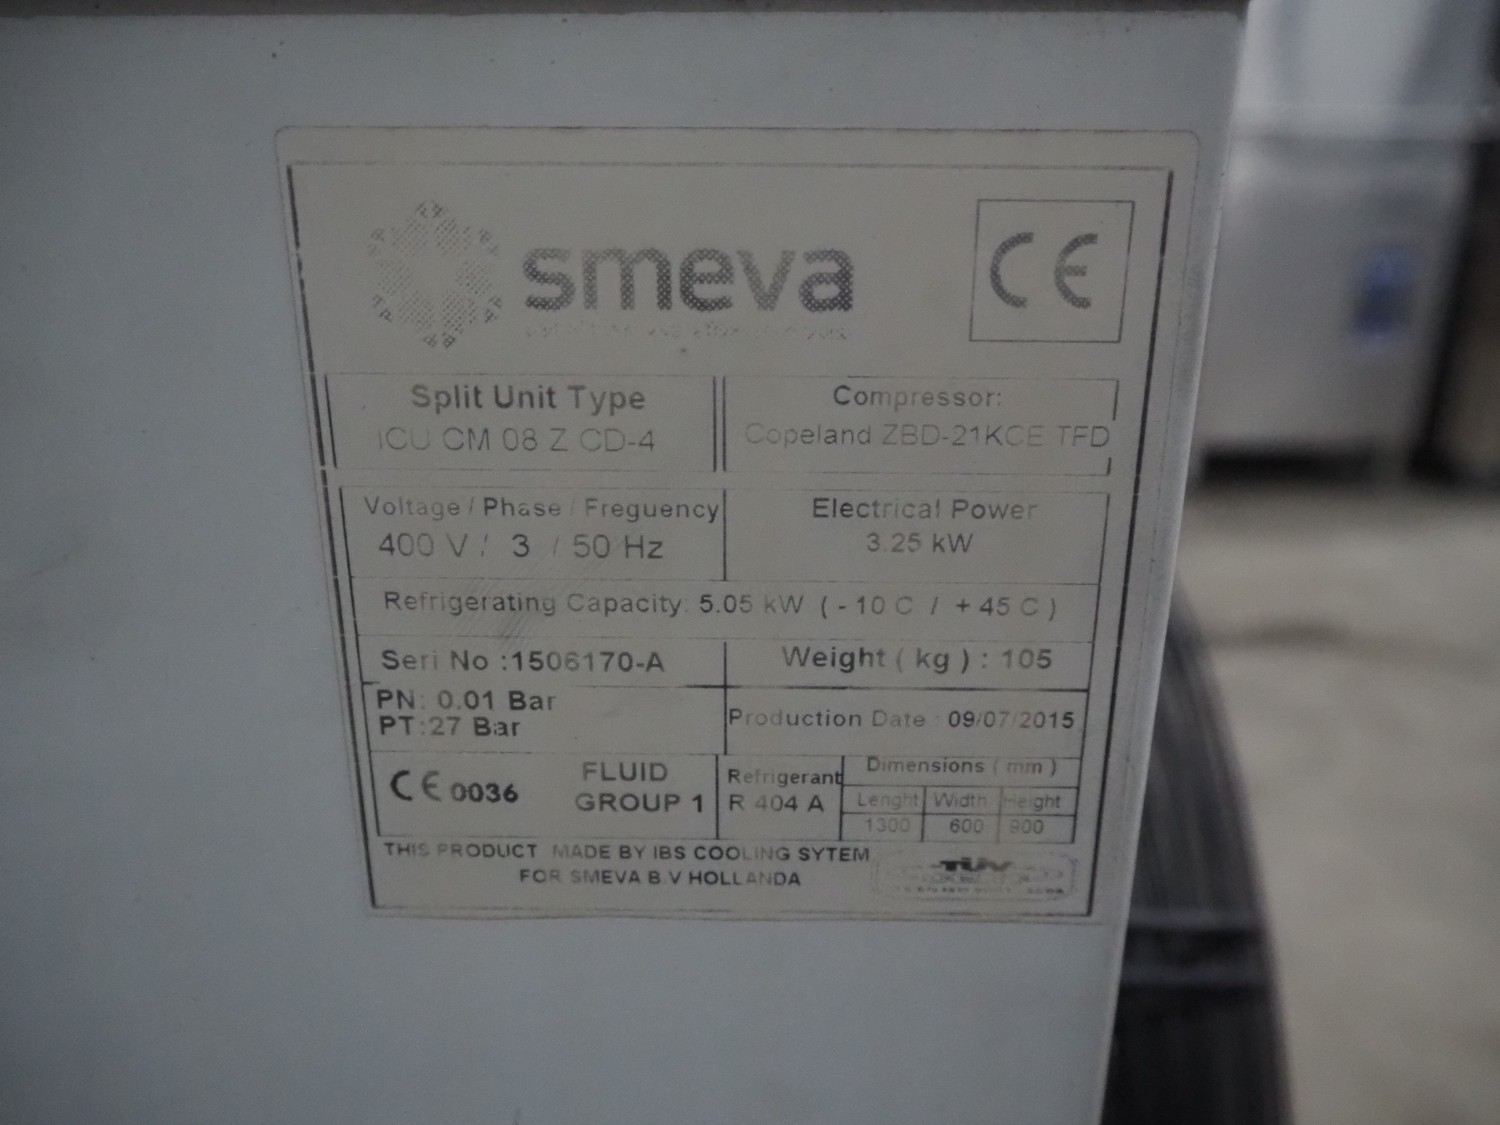 smeva
CE
Split Unit Type
ICU CM 08 Z CD-4
Compressor:
Copeland ZBD-21KCE TFD
Voltage / Phase / Freguency
400 V / 3 / 50 Hz
Electrical Power
3.25 kW
Refrigerating Capacity: 5.05 kW ( - 10 C / + 45 C )
Seri No :1506170-A
Weight ( kg ) : 105
PN: 0.01 Bar
PT:27 Bar
Production Date : 09/07/2015
CE 0036
FLUID
GROUP 1
Refrigerant
R 404 A
Dimensions ( mm )
Lenght Width Height
1300 600 900
THIS PRODUCT MADE BY IBS COOLING SYTEM
FOR SMEVA B.V HOLLANDA
TÜV